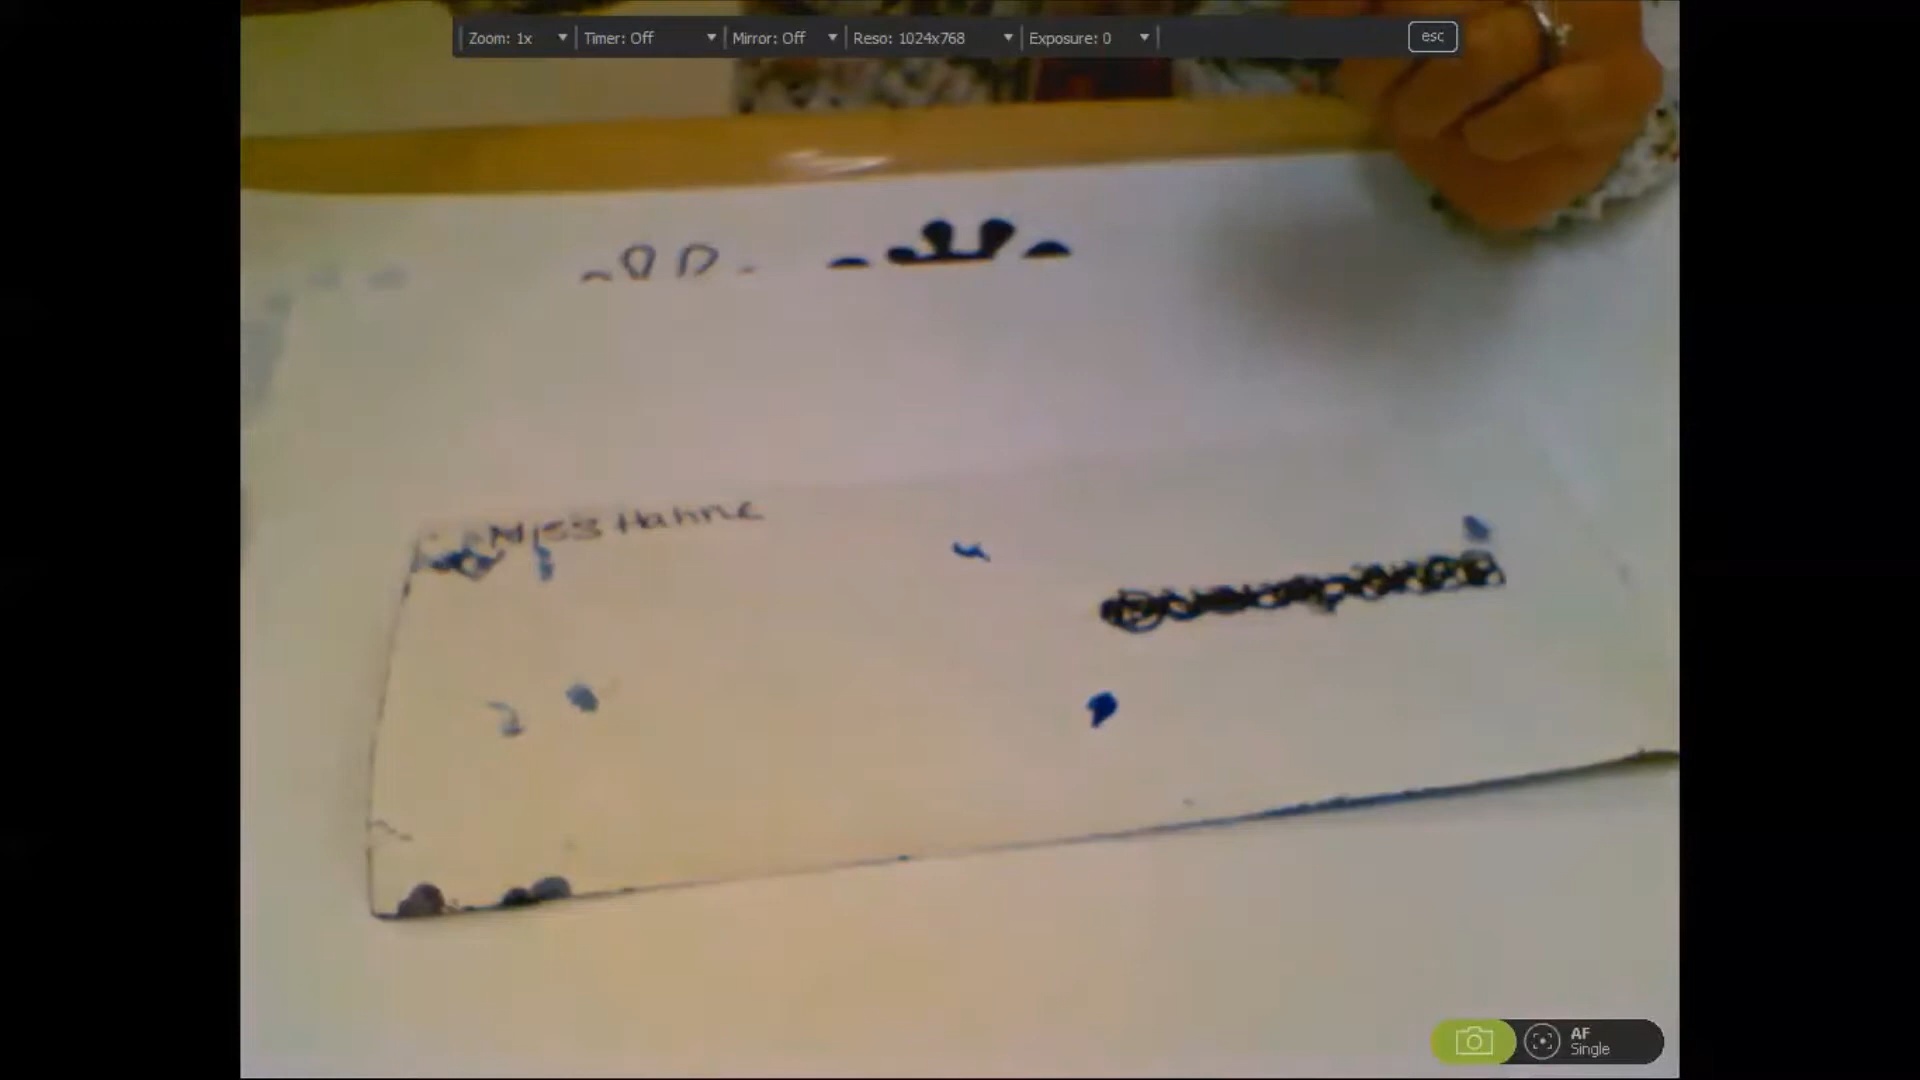 Zoom: 1x Timer: Off Mirror: Off Reso: 1024x768 Exposure: 0 esc
Miss Hahne
AF
Single